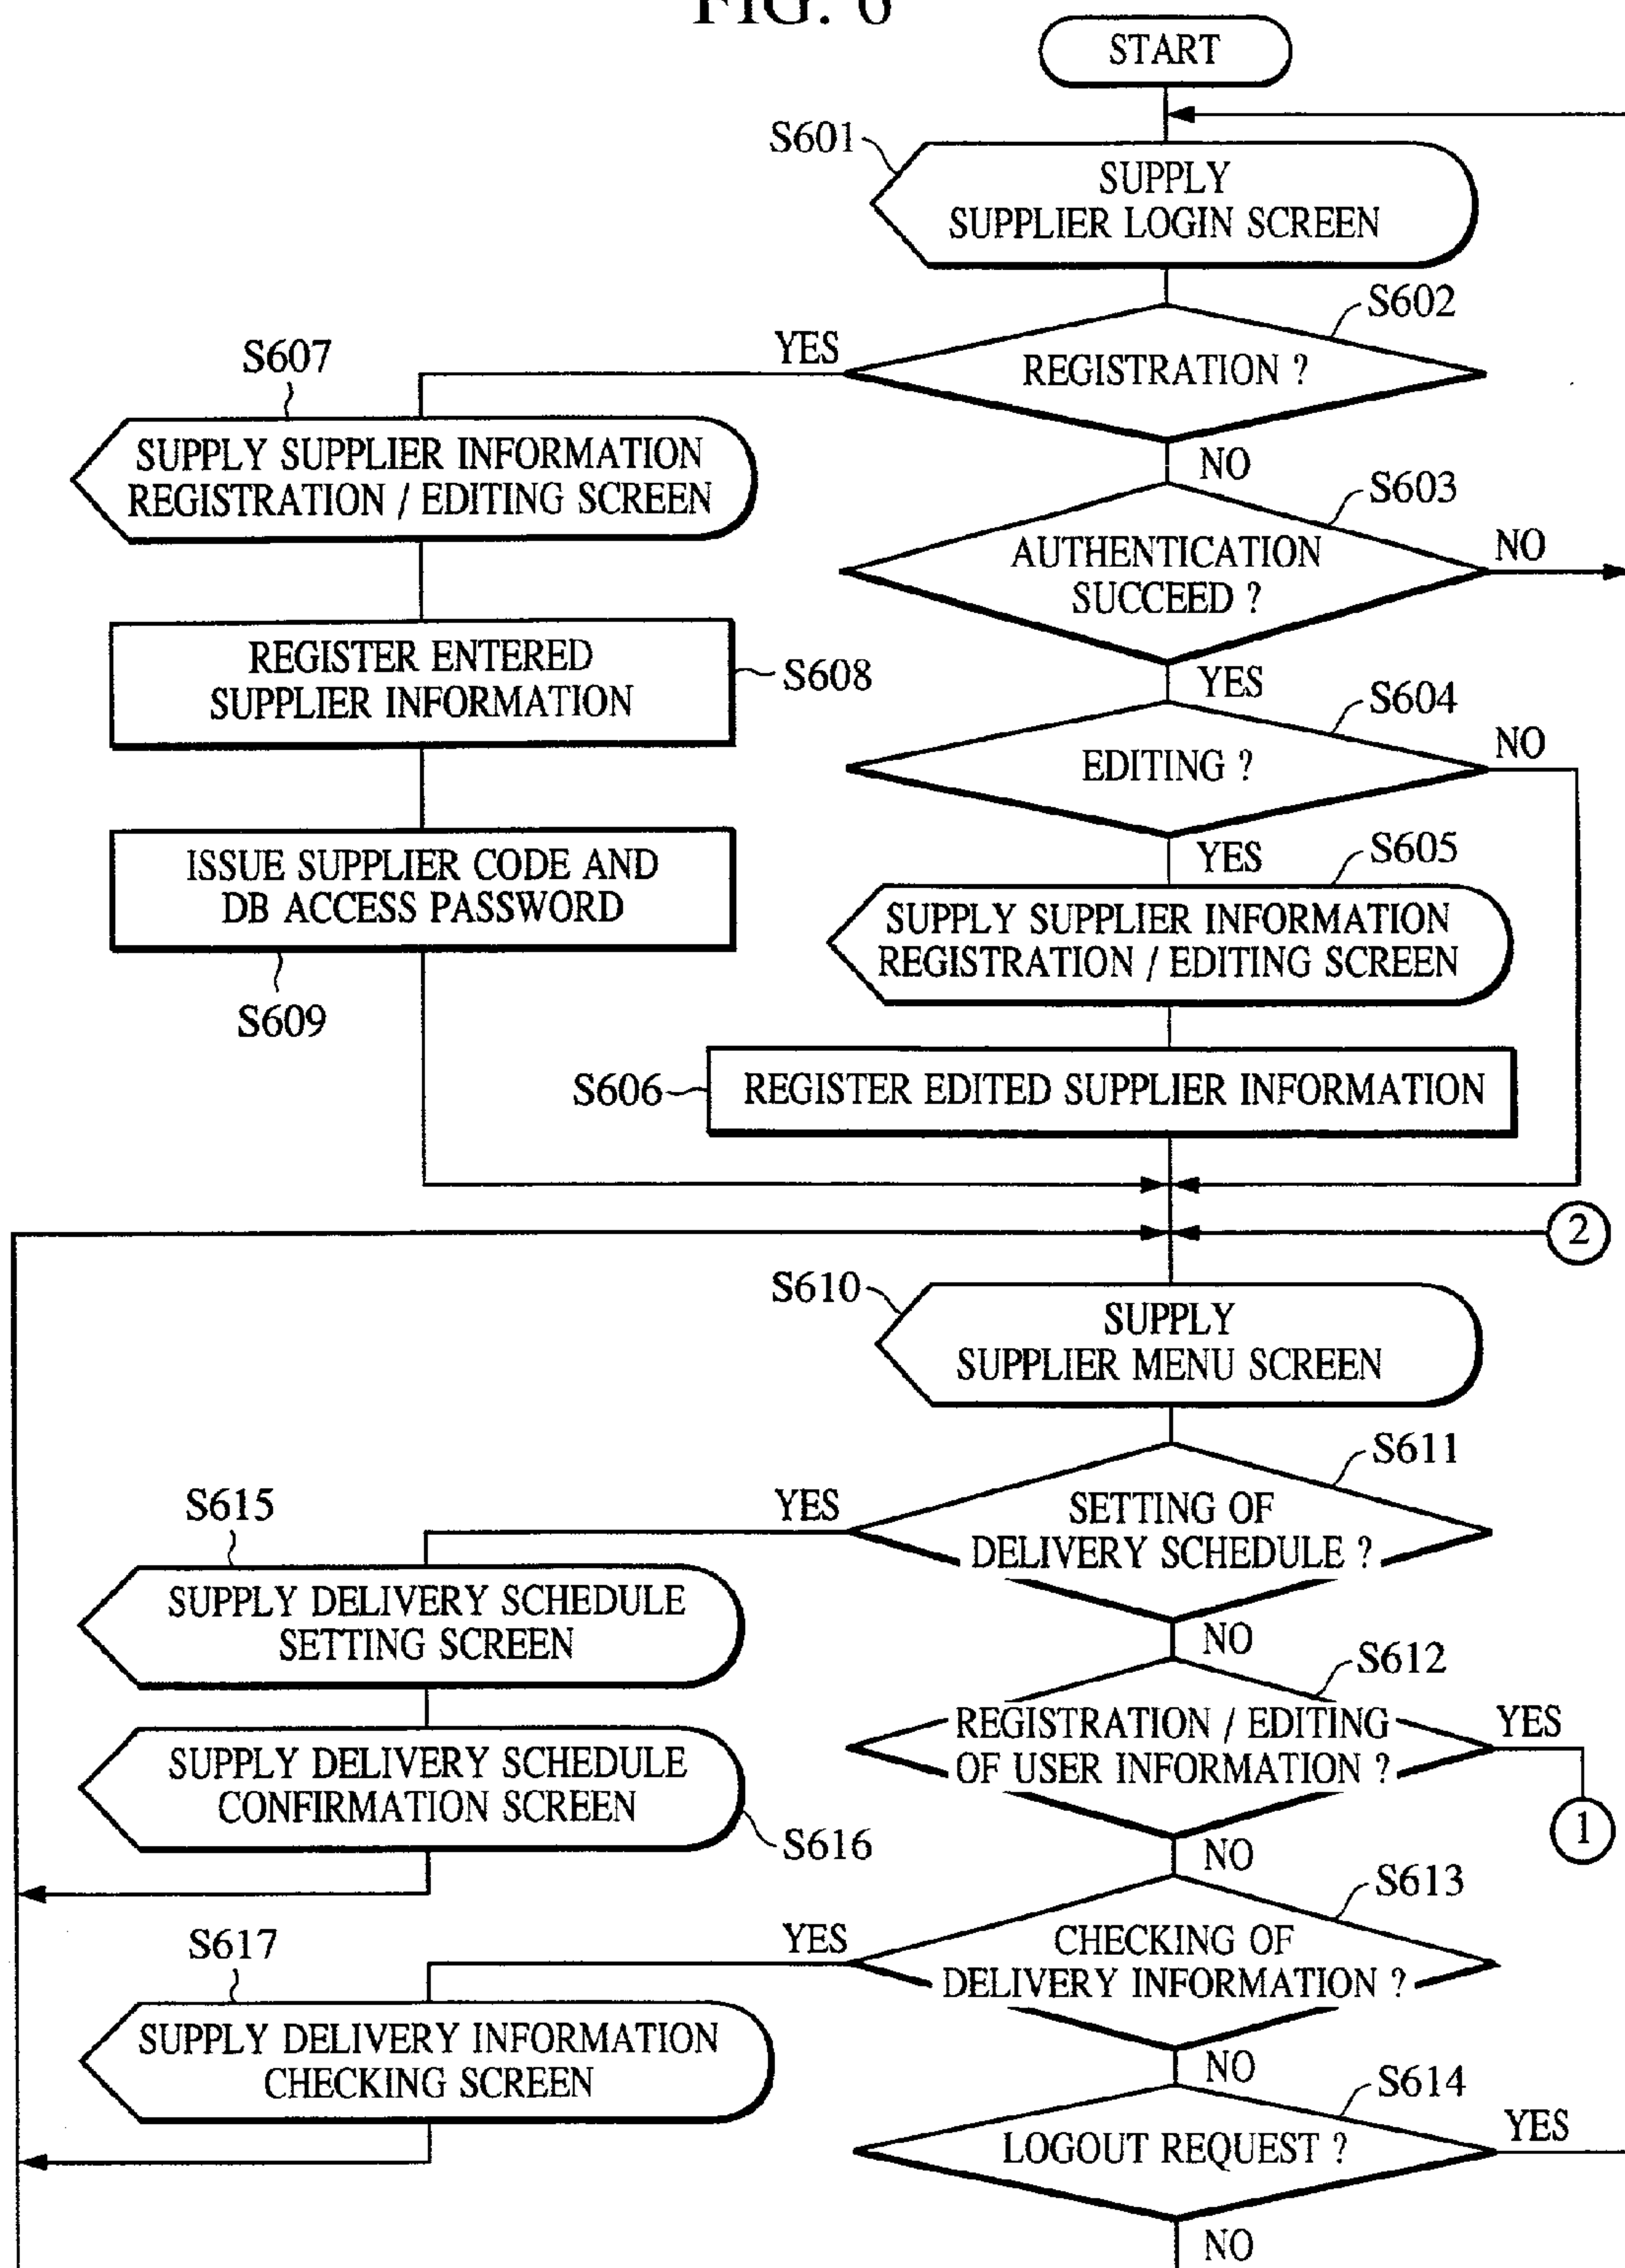 FIG. 6
START
S601
SUPPLY
SUPPLIER LOGIN SCREEN
S602
REGISTRATION ?
YES
NO
S607
SUPPLY SUPPLIER INFORMATION
REGISTRATION / EDITING SCREEN
S603
AUTHENTICATION
SUCCEED ?
NO
YES
REGISTER ENTERED
SUPPLIER INFORMATION
S608
S604
EDITING ?
NO
YES
ISSUE SUPPLIER CODE AND
DB ACCESS PASSWORD
S609
S605
SUPPLY SUPPLIER INFORMATION
REGISTRATION / EDITING SCREEN
S606
REGISTER EDITED SUPPLIER INFORMATION
2
S610
SUPPLY
SUPPLIER MENU SCREEN
S611
SETTING OF
DELIVERY SCHEDULE ?
YES
NO
S615
SUPPLY DELIVERY SCHEDULE
SETTING SCREEN
S612
REGISTRATION / EDITING
OF USER INFORMATION ?
YES
1
NO
SUPPLY DELIVERY SCHEDULE
CONFIRMATION SCREEN
S616
S613
CHECKING OF
DELIVERY INFORMATION ?
YES
NO
S617
SUPPLY DELIVERY INFORMATION
CHECKING SCREEN
S614
LOGOUT REQUEST ?
YES
NO